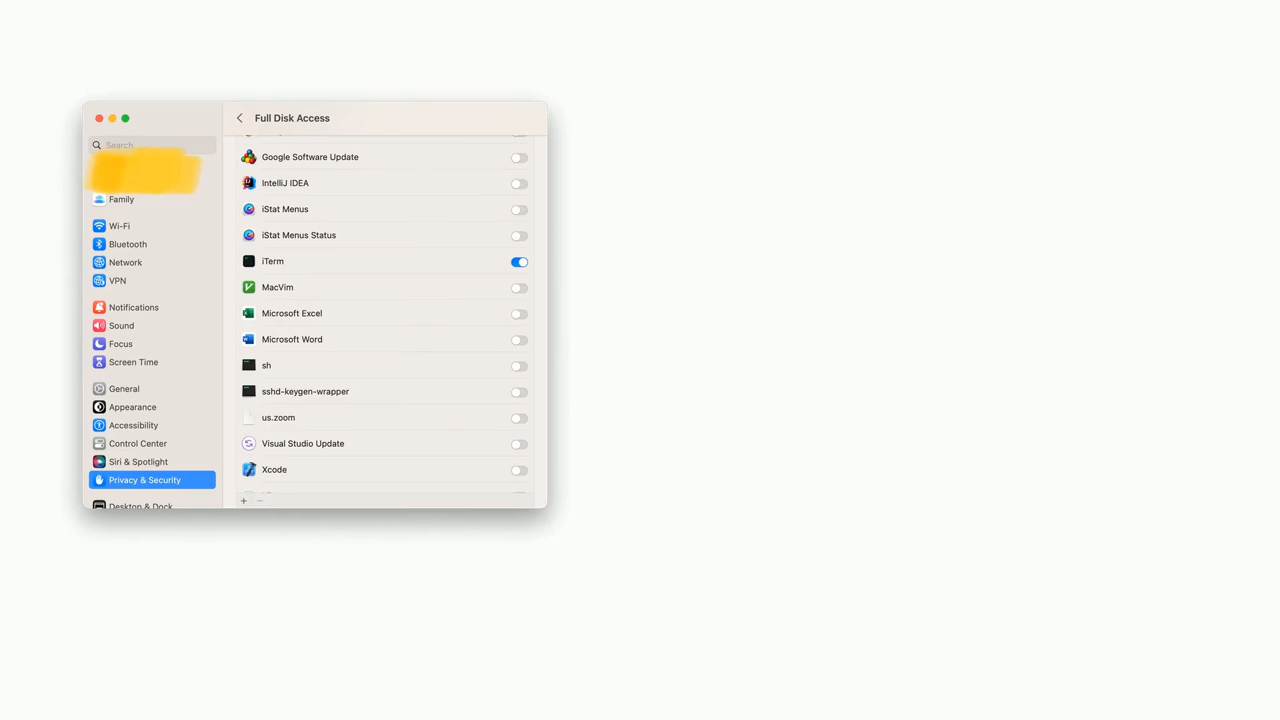 Full Disk Access
Search
Family
Wi-Fi
Bluetooth
Network
VPN
Notifications
Sound
Focus
Screen Time
General
Appearance
Accessibility
Control Center
Siri & Spotlight
Privacy & Security
Desktop & Dock
Google Software Update
IntelliJ IDEA
iStat Menus
iStat Menus Status
iTerm
MacVim
Microsoft Excel
Microsoft Word
sh
sshd-keygen-wrapper
us.zoom
Visual Studio Update
Xcode